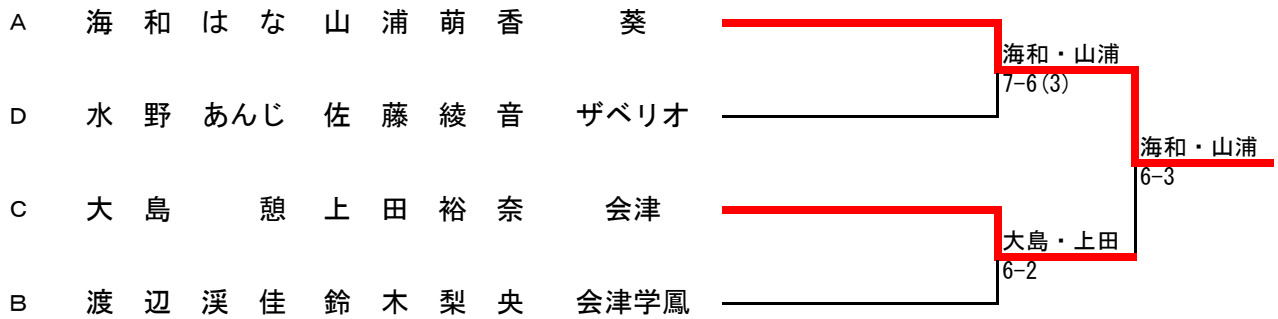 A 海 和 は な 山 浦 萌 香 葵
海和・山浦
7-6(3)
D 水 野 あんじ 佐 藤 綾 音 ザベリオ
海和・山浦
6-3
C 大 島 憩 上 田 裕 奈 会津
大島・上田
6-2
B 渡 辺 渓 佳 鈴 木 梨 央 会津学鳳